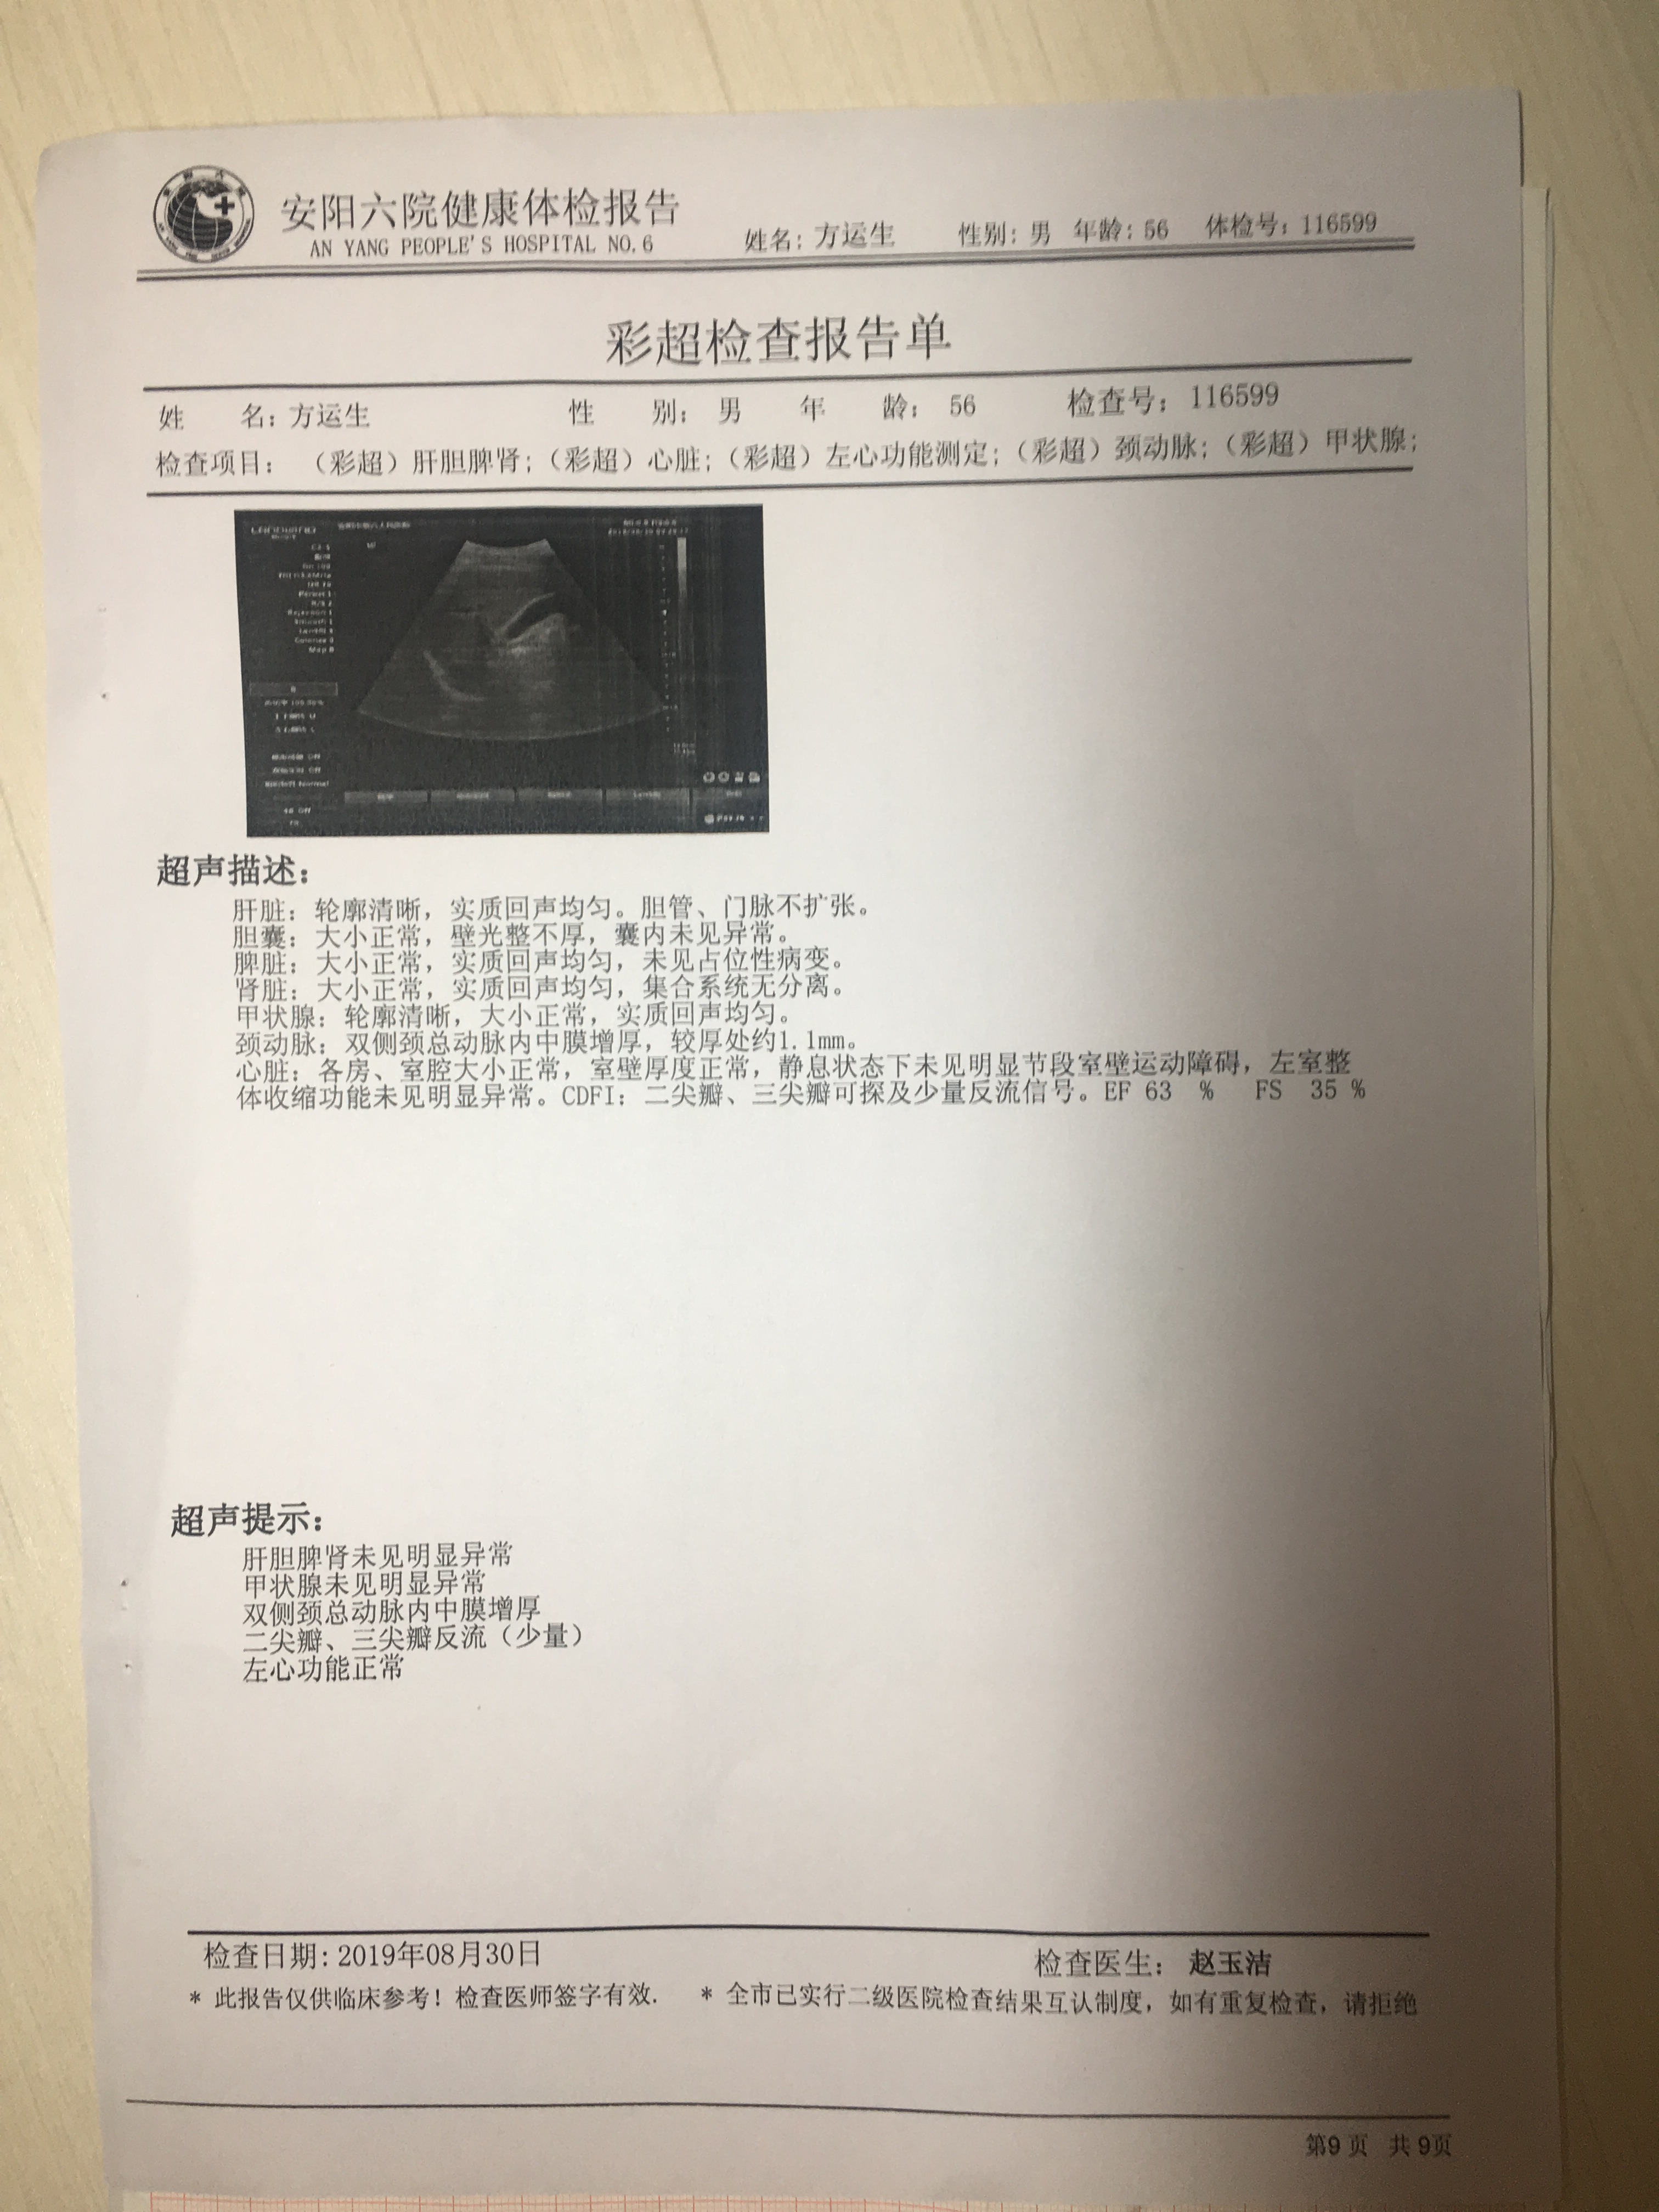 安阳六院健康体检报告
AN YANG PEOPLE'S HOSPITAL NO.6
姓名: 方运生 性别: 男 年龄: 56 体检号: 116599
彩超检查报告单
姓 名: 方运生 性 别: 男 年 龄: 56 检查号: 116599
检查项目: (彩超)肝胆脾肾;(彩超)心脏;(彩超)左心功能测定;(彩超)颈动脉;(彩超)甲状腺;
超声描述:
肝脏: 轮廓清晰, 实质回声均匀。胆管、门脉不扩张。
胆囊: 大小正常, 壁光整不厚, 囊内未见异常。
脾脏: 大小正常, 实质回声均匀, 未见占位性病变。
肾脏: 大小正常, 实质回声均匀, 集合系统无分离。
甲状腺: 轮廓清晰, 大小正常, 实质回声均匀。
颈动脉: 双侧颈总动脉内中膜增厚, 较厚处约1.1mm。
心脏: 各房、室腔大小正常, 室壁厚度正常, 静息状态下未见明显节段室壁运动障碍, 左室整
体收缩功能未见明显异常。CDFI: 二尖瓣、三尖瓣可探及少量反流信号。EF 63 % FS 35 %
超声提示:
肝胆脾肾未见明显异常
甲状腺未见明显异常
双侧颈总动脉内中膜增厚
二尖瓣、三尖瓣反流(少量)
左心功能正常
检查日期: 2019年08月30日 检查医生: 赵玉洁
* 此报告仅供临床参考! 检查医师签字有效. * 全市已实行二级医院检查结果互认制度, 如有重复检查, 请拒绝
第9 页 共 9页